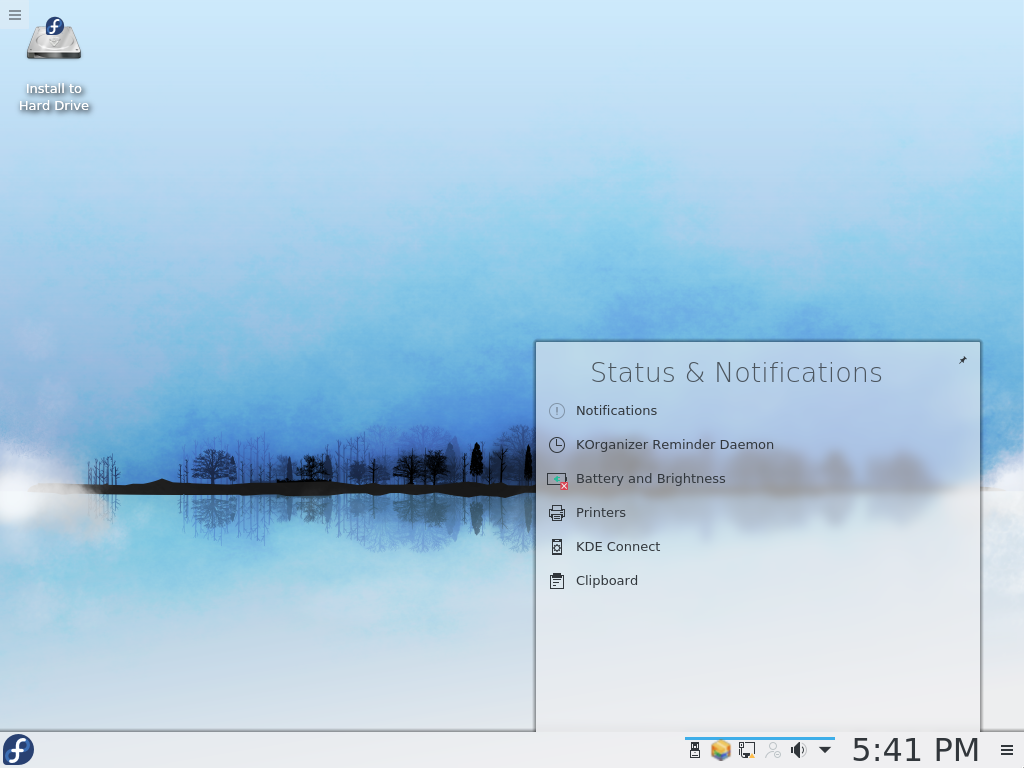 Install to
Hard Drive
Status & Notifications
Notifications
KOrganizer Reminder Daemon
Battery and Brightness
Printers
KDE Connect
Clipboard
5:41 PM